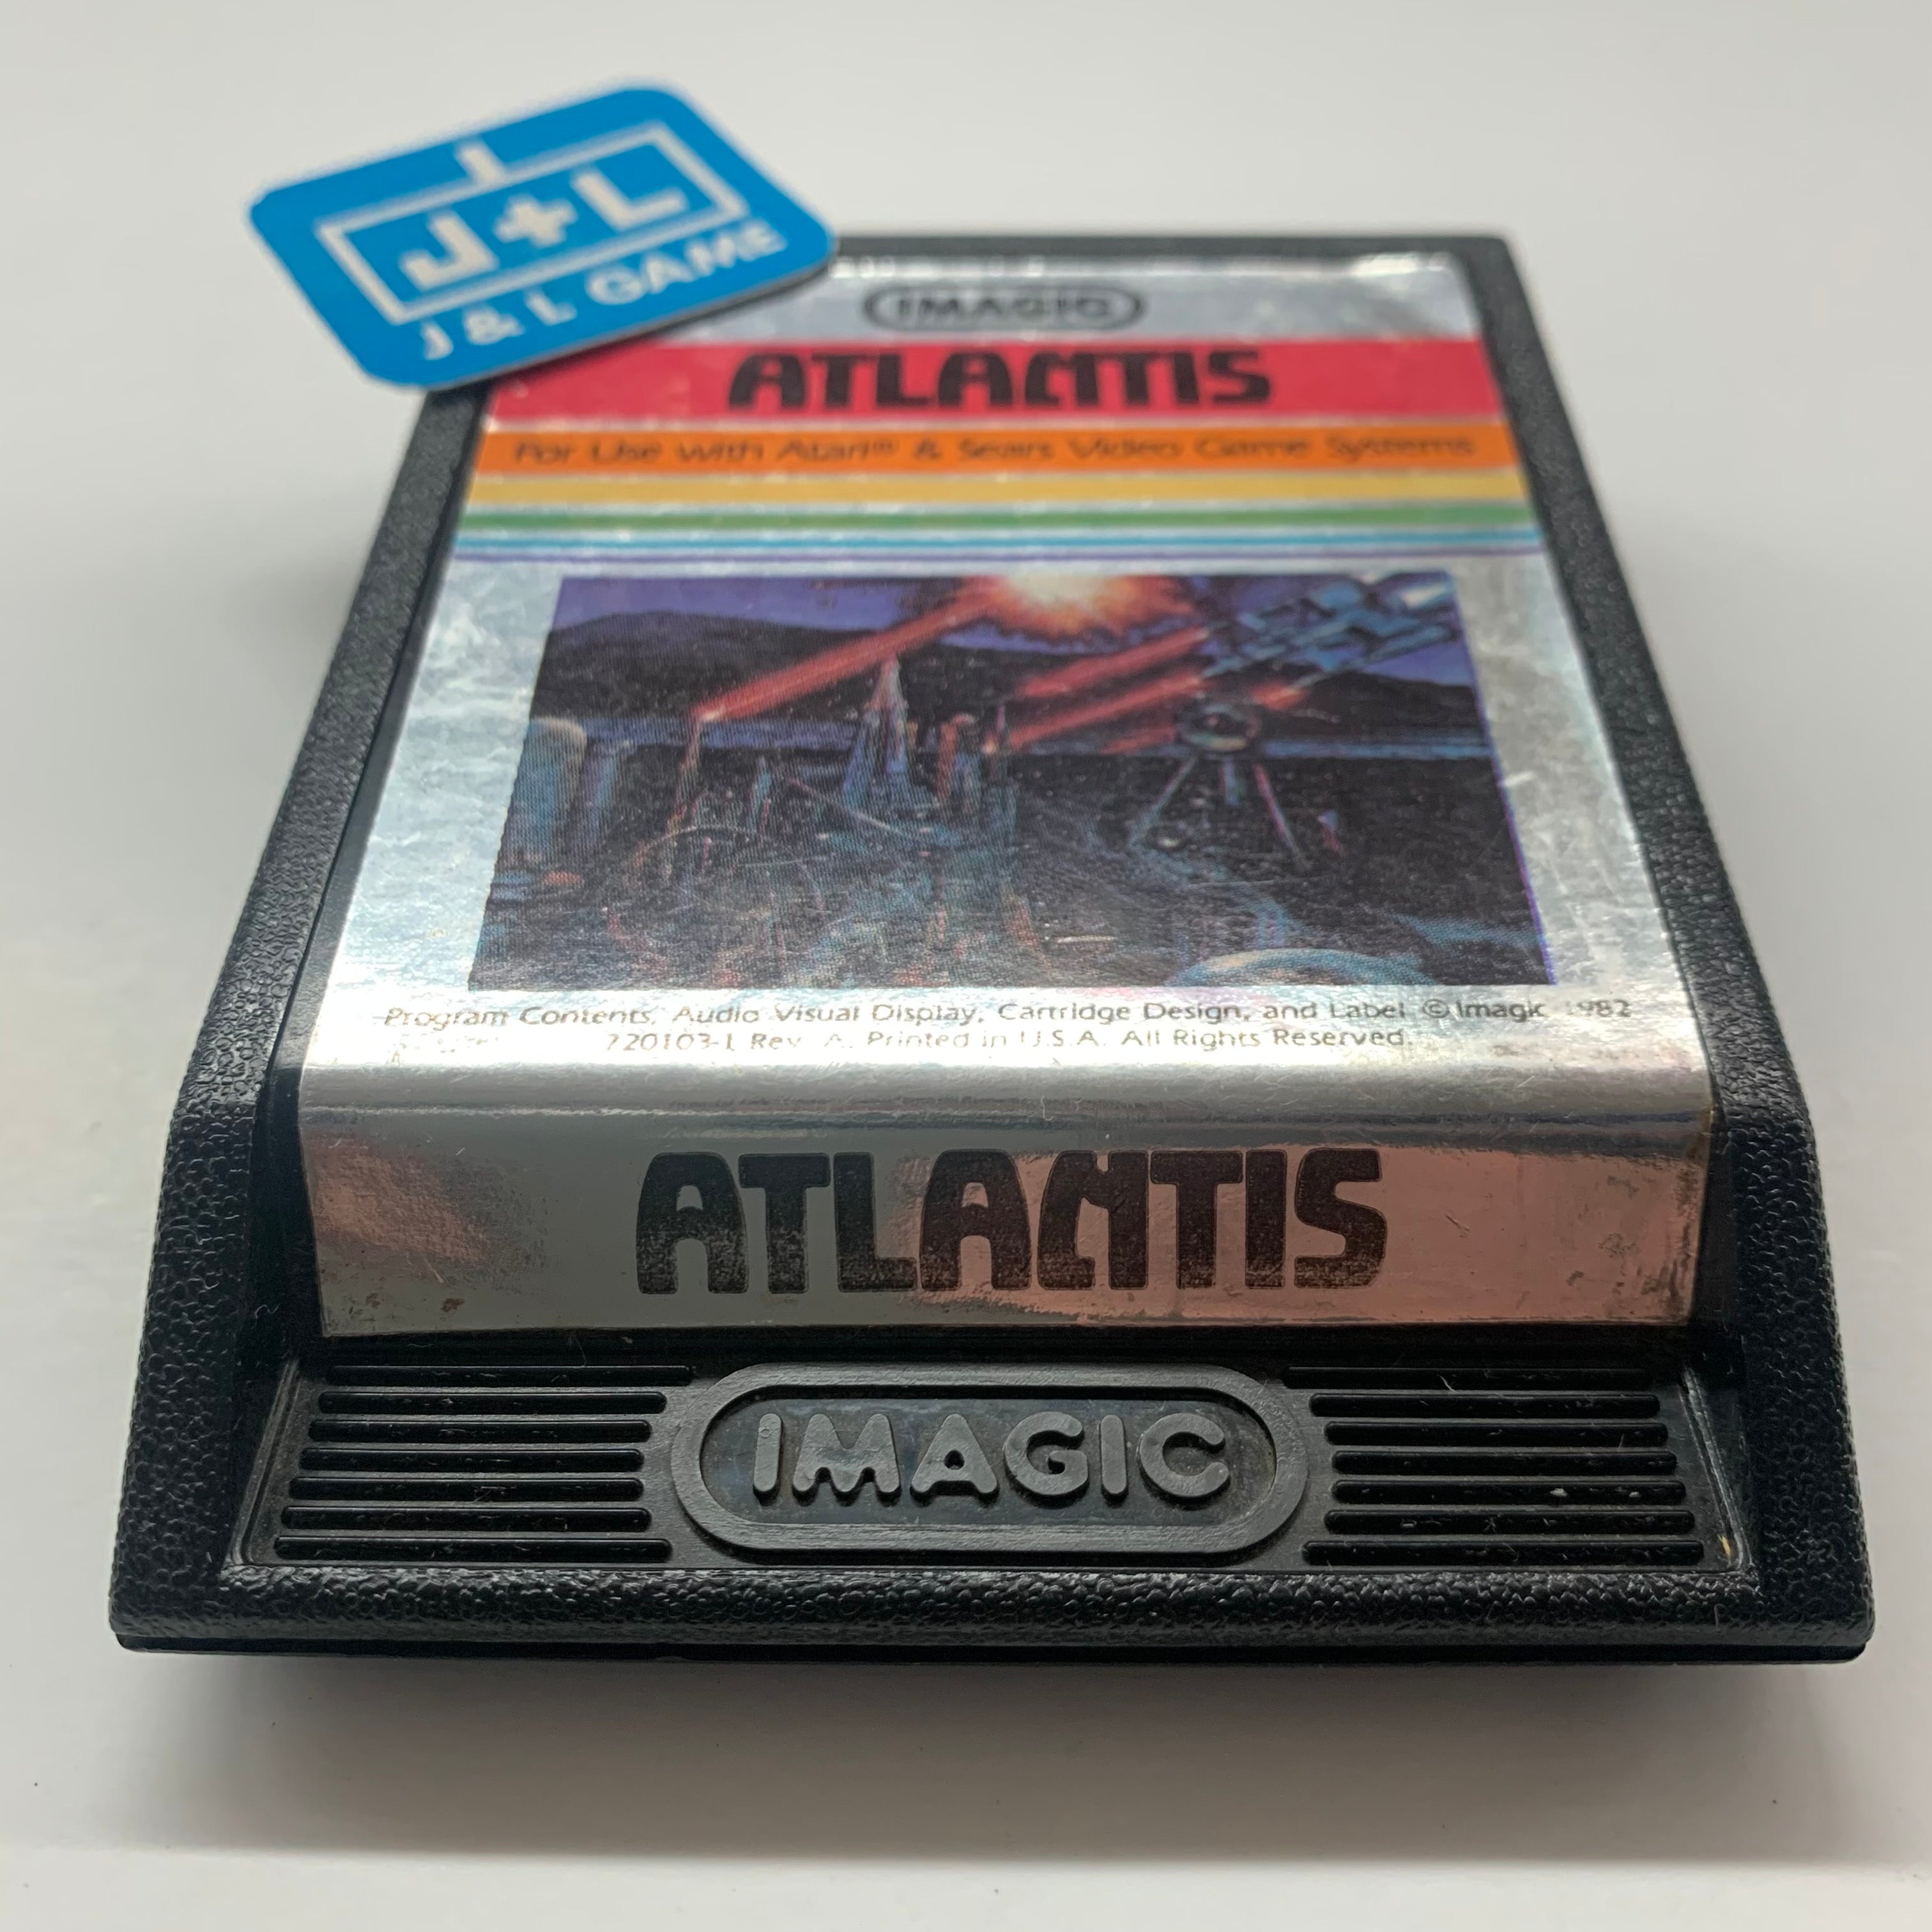 J+L
J & L GAME
IMAGIC
ATLANTIS
For Use with Atari® & Sears Video Game Systems
Program Contents, Audio Visual Display, Cartridge Design, and Label © Imagic 1982
720103-1 Rev. A. Printed in U.S.A. All Rights Reserved.
ATLANTIS
IMAGIC